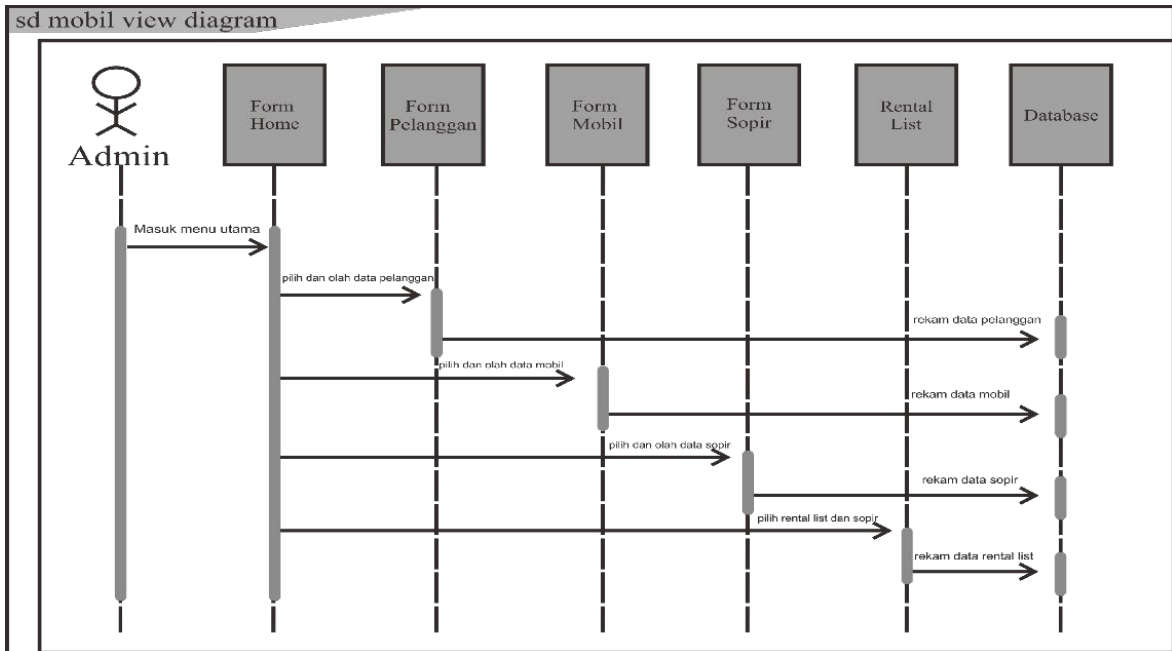 sd mobil view diagram
Admin
Form
Home
Form
Pelanggan
Form
Mobil
Form
Sopir
Rental
List
Database
Masuk menu utama
pilih dan olah data pelanggan
rekam data pelanggan
pilih dan olah data mobil
rekam data mobil
pilih dan olah data sopir
rekam data sopir
pilih rental list dan sopir
rekam data rental list